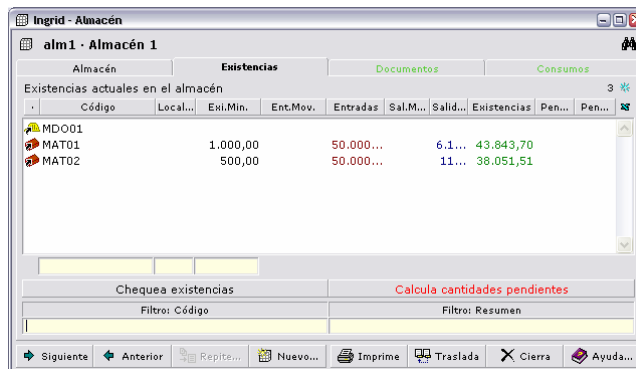 Ingrid - Almacén
alm1 · Almacén 1
Almacén Existencias Documentos Consumos
Existencias actuales en el almacén 3
· Código Local... Exi.Min. Ent.Mov. Entradas Sal.M... Salid... Existencias Pen... Pen...
MDO01
MAT01 1.000,00 50.000... 6.1... 43.843,70
MAT02 500,00 50.000... 11... 38.051,51
Chequea existencias Calcula cantidades pendientes
Filtro: Código Filtro: Resumen
Siguiente Anterior Repite... Nuevo... Imprime Traslada Cierra Ayuda...